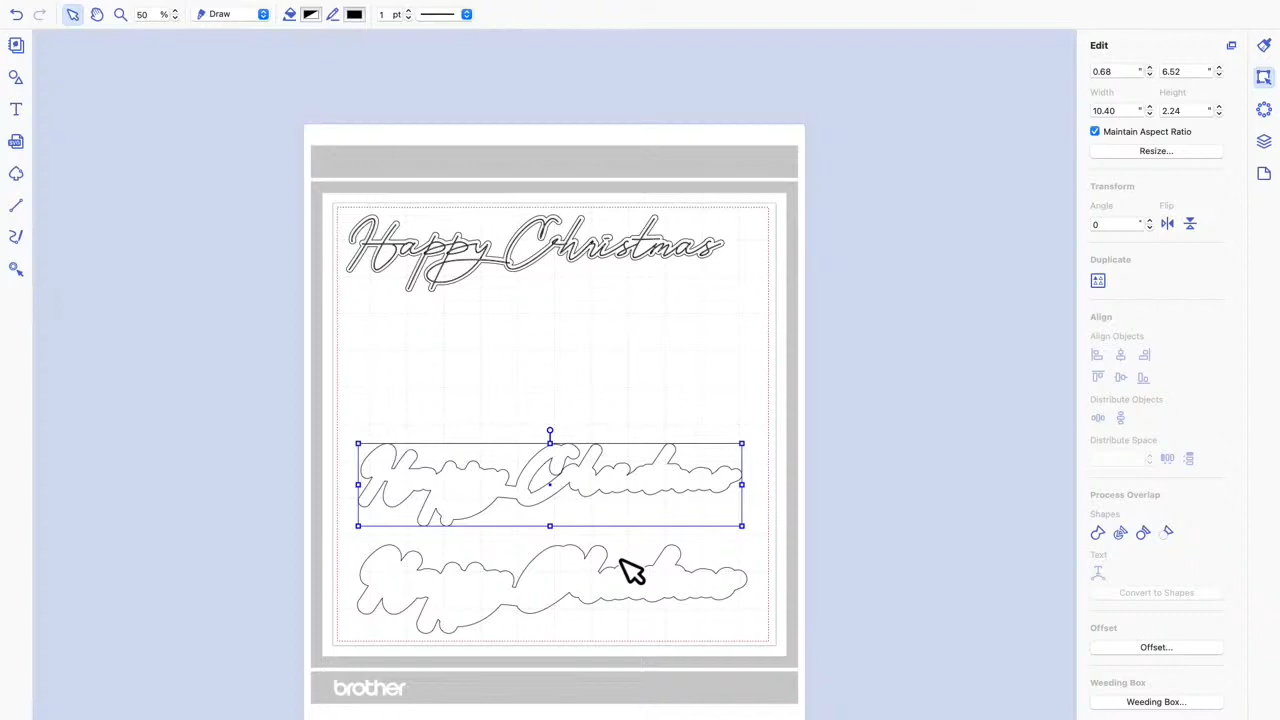 50 %
Draw
1 pt
Edit
0.68 "
6.52 "
Width
Height
10.40 "
2.24 "
Maintain Aspect Ratio
Resize...
Transform
Angle
Flip
0 °
Duplicate
Align
Align Objects
Distribute Objects
Distribute Space
Process Overlap
Shapes
Text
Convert to Shapes
Offset
Offset...
Weeding Box
Weeding Box...
Happy Christmas
brother